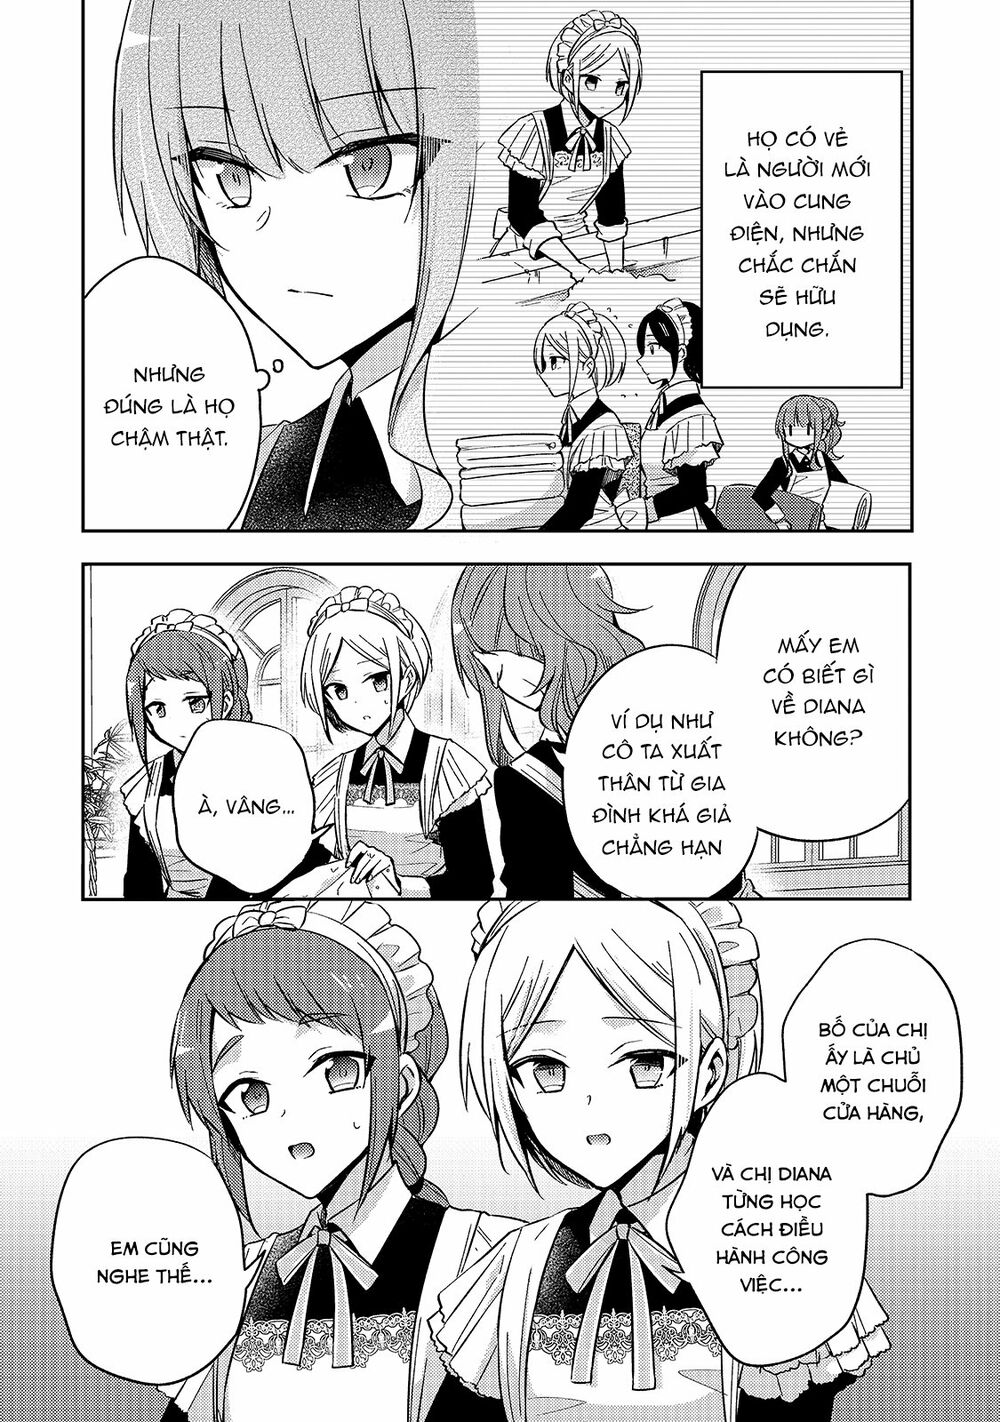 HỌ CÓ VẺ
LÀ NGƯỜI MỚI
VÀO CUNG
ĐIỆN, NHƯNG
CHẮC CHẮN
SẼ HỮU
DỤNG.
NHƯNG
ĐÚNG LÀ HỌ
CHẬM THẬT.
MẤY EM
CÓ BIẾT GÌ
VỀ DIANA
KHÔNG?
VÍ DỤ NHƯ
CÔ TA XUẤT
THÂN TỪ GIA
ĐÌNH KHÁ GIẢ
CHẲNG HẠN
À, VÂNG...
BỐ CỦA CHỊ
ẤY LÀ CHỦ
MỘT CHUỖI
CỬA HÀNG,
VÀ CHỊ DIANA
TỪNG HỌC
CÁCH ĐIỀU
HÀNH CÔNG
VIỆC...
EM CŨNG
NGHE THẾ...